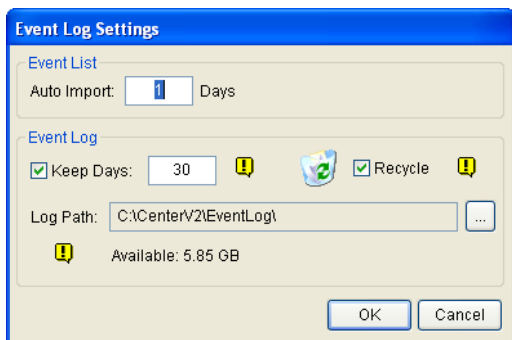 Event Log Settings
Event List
Auto Import: 1 Days
Event Log
Keep Days: 30 Recycle
Log Path: C:\CenterV2\EventLog\ ...
Available: 5.85 GB
OK Cancel